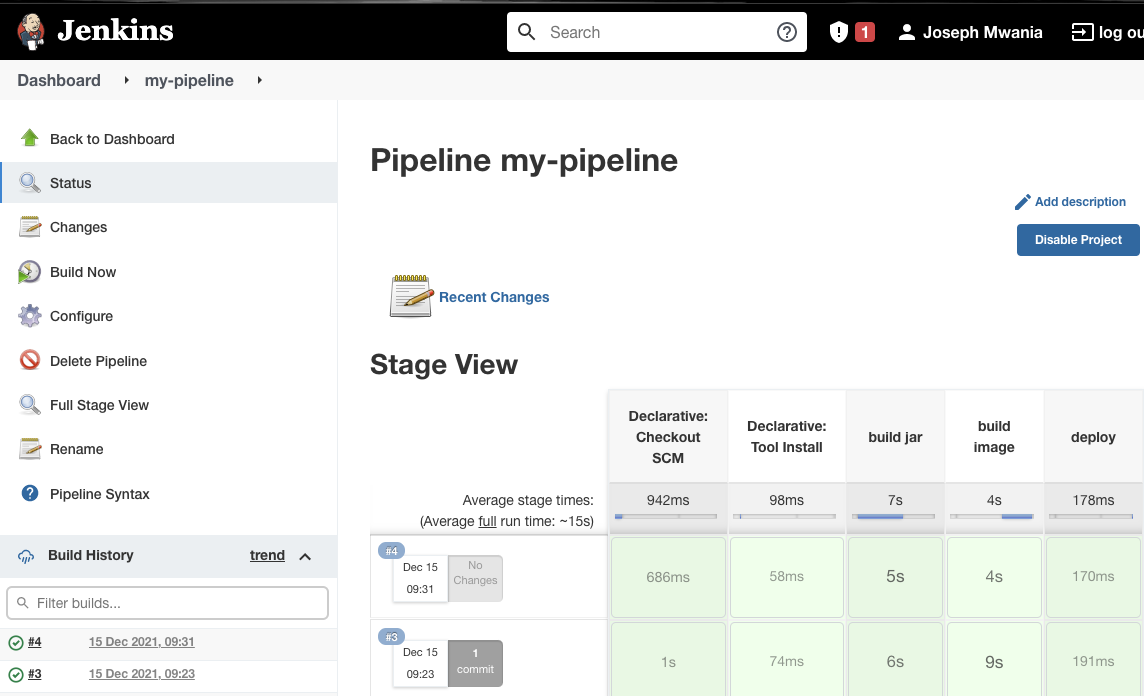 Jenkins
Search
1
Joseph Mwania
log ou
Dashboard
my-pipeline
Back to Dashboard
Status
Changes
Build Now
Configure
Delete Pipeline
Full Stage View
Rename
Pipeline Syntax
Build History
trend
Filter builds...
#4 15 Dec 2021, 09:31
#3 15 Dec 2021, 09:23
Pipeline my-pipeline
Add description
Disable Project
Recent Changes
Stage View
Declarative:
Checkout
SCM
Declarative:
Tool Install
build jar
build
image
deploy
Average stage times:
(Average full run time: ~15s)
942ms 98ms 7s 4s 178ms
#4
Dec 15
09:31
No
Changes
686ms 58ms 5s 4s 170ms
#3
Dec 15
09:23
1
commit
1s 74ms 6s 9s 191ms